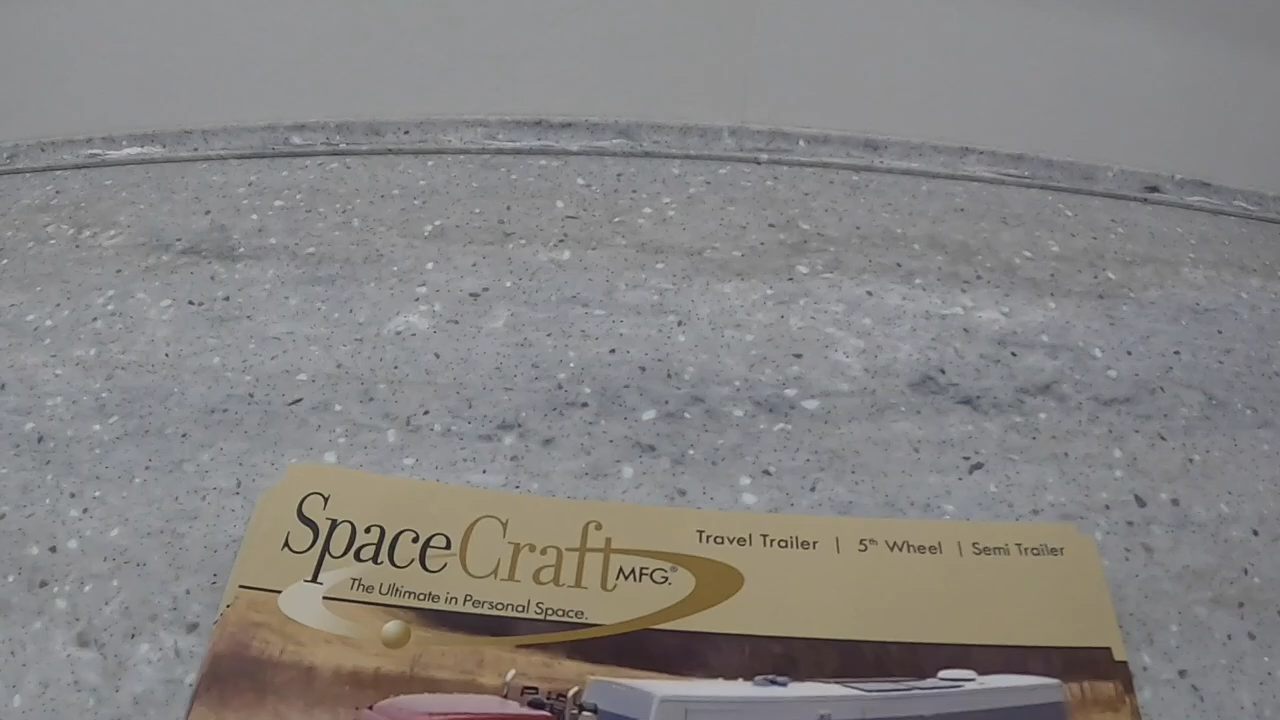 SpaceCraft MFG.®
The Ultimate in Personal Space.
Travel Trailer | 5th Wheel | Semi Trailer